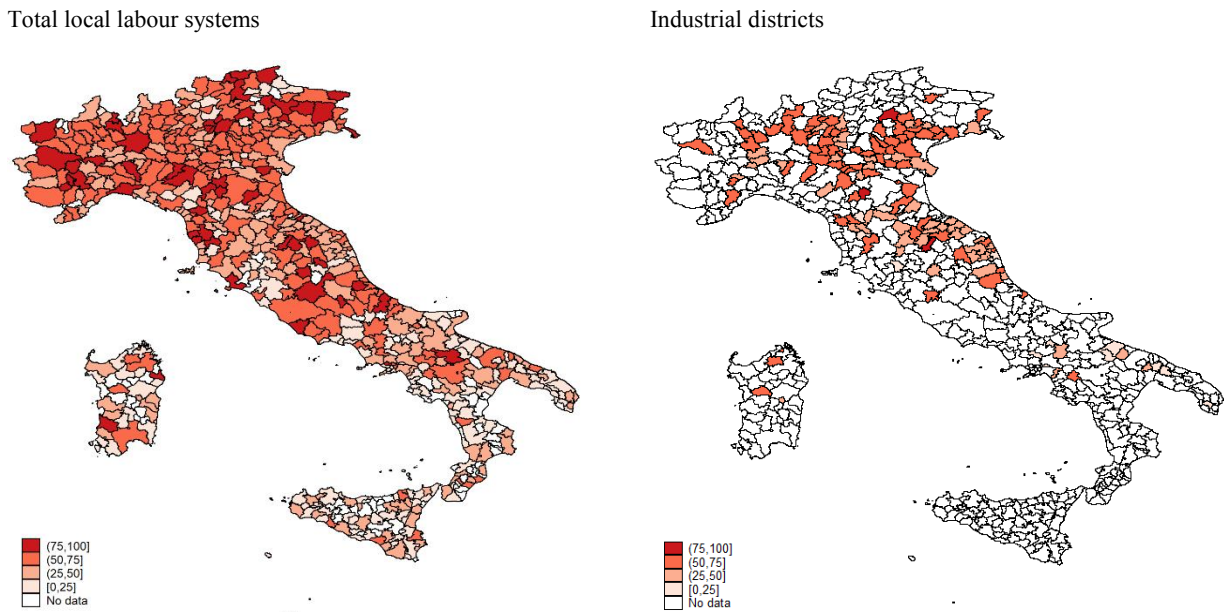 Total local labour systems
Industrial districts
(75,100]
(50,75]
(25,50]
[0,25]
No data
(75,100]
(50,75]
(25,50]
[0,25]
No data